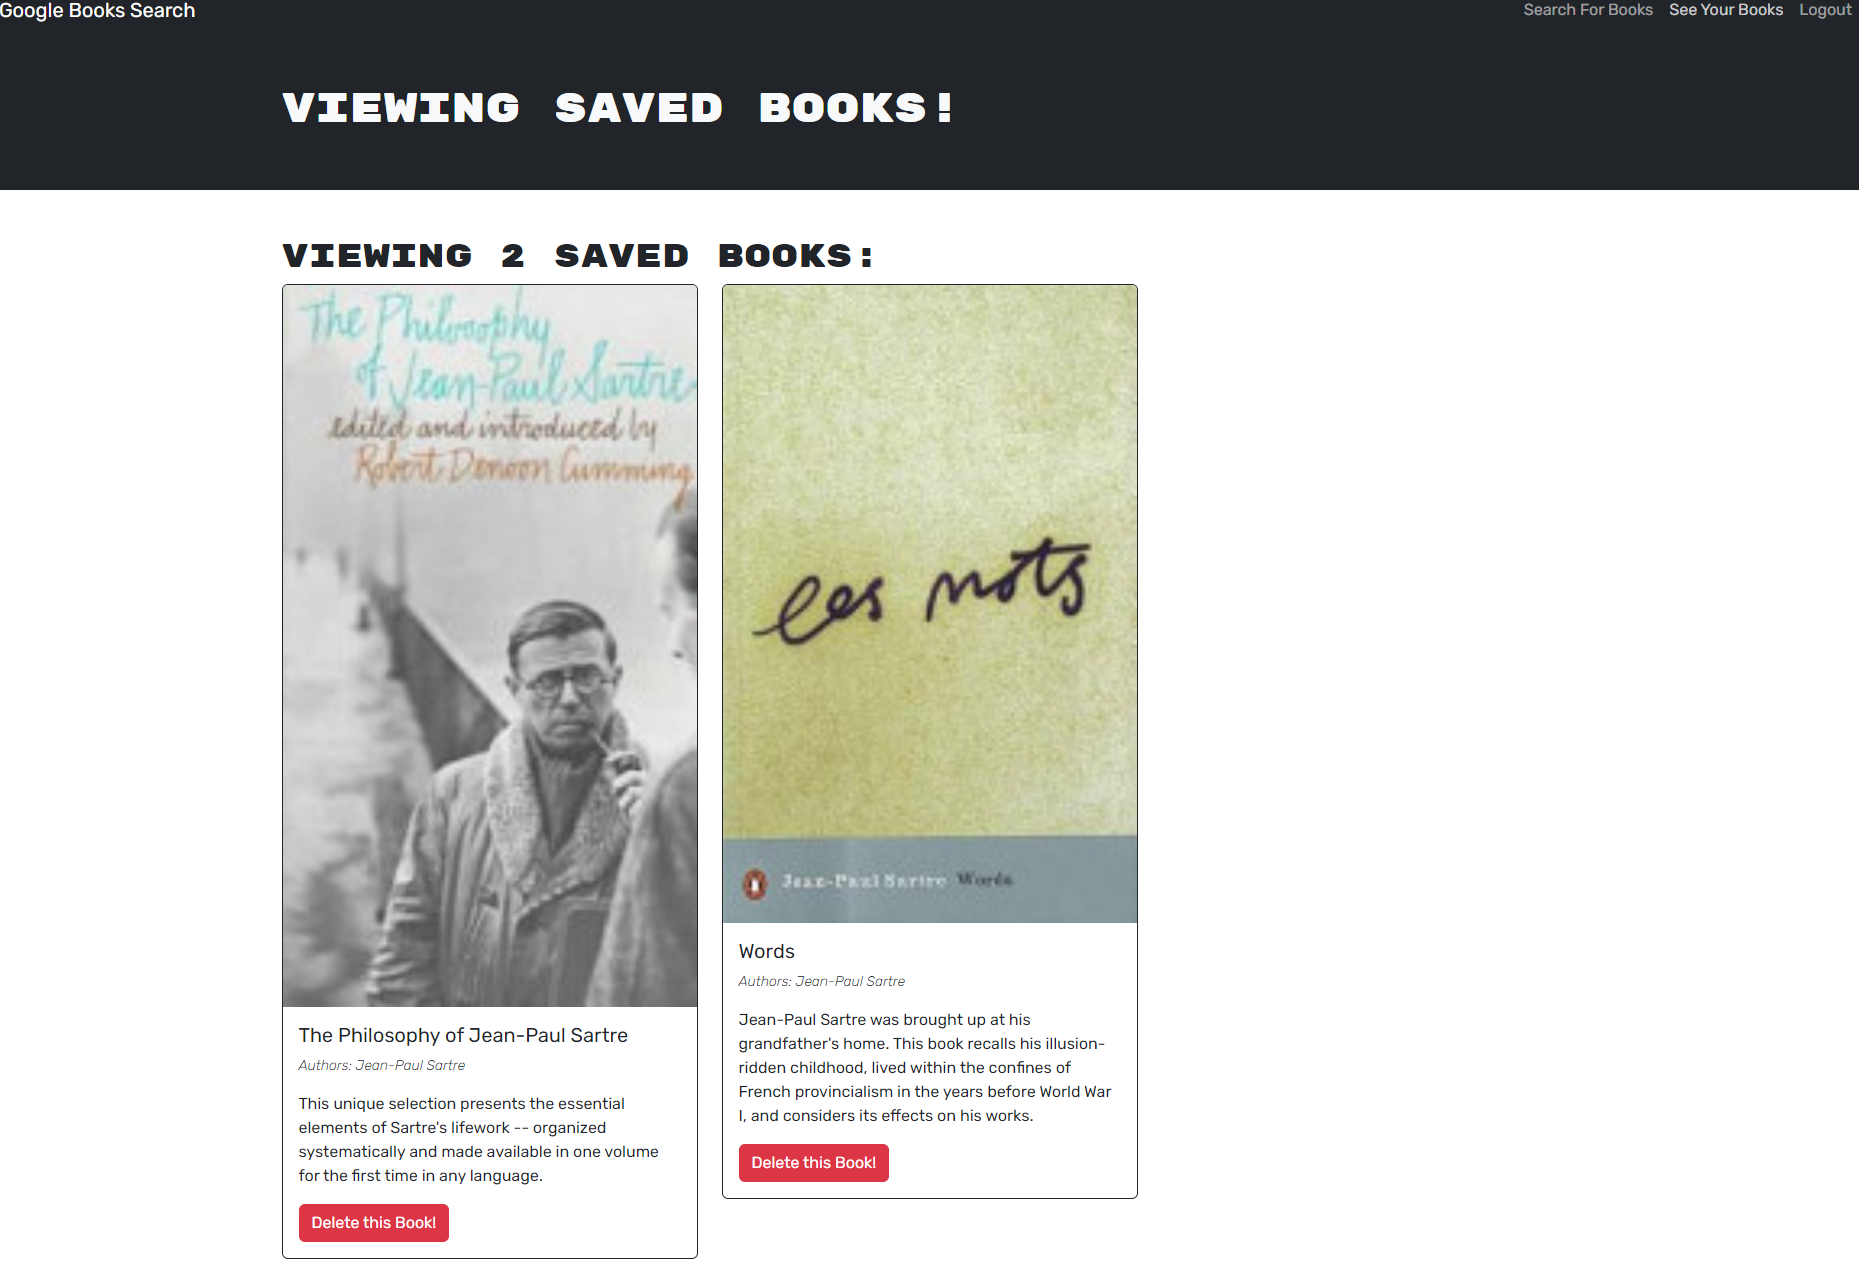 Google Books Search
Search For Books See Your Books Logout
VIEWING SAVED BOOKS!
VIEWING 2 SAVED BOOKS:
The Philosophy
of Jean-Paul Sartre
edited and introduced by
Robert Denoon Cumming
The Philosophy of Jean-Paul Sartre
Authors: Jean-Paul Sartre
This unique selection presents the essential
elements of Sartre's lifework -- organized
systematically and made available in one volume
for the first time in any language.
Delete this Book!
les mots
Jean-Paul Sartre Words
Words
Authors: Jean-Paul Sartre
Jean-Paul Sartre was brought up at his
grandfather's home. This book recalls his illusion-
ridden childhood, lived within the confines of
French provincialism in the years before World War
I, and considers its effects on his works.
Delete this Book!